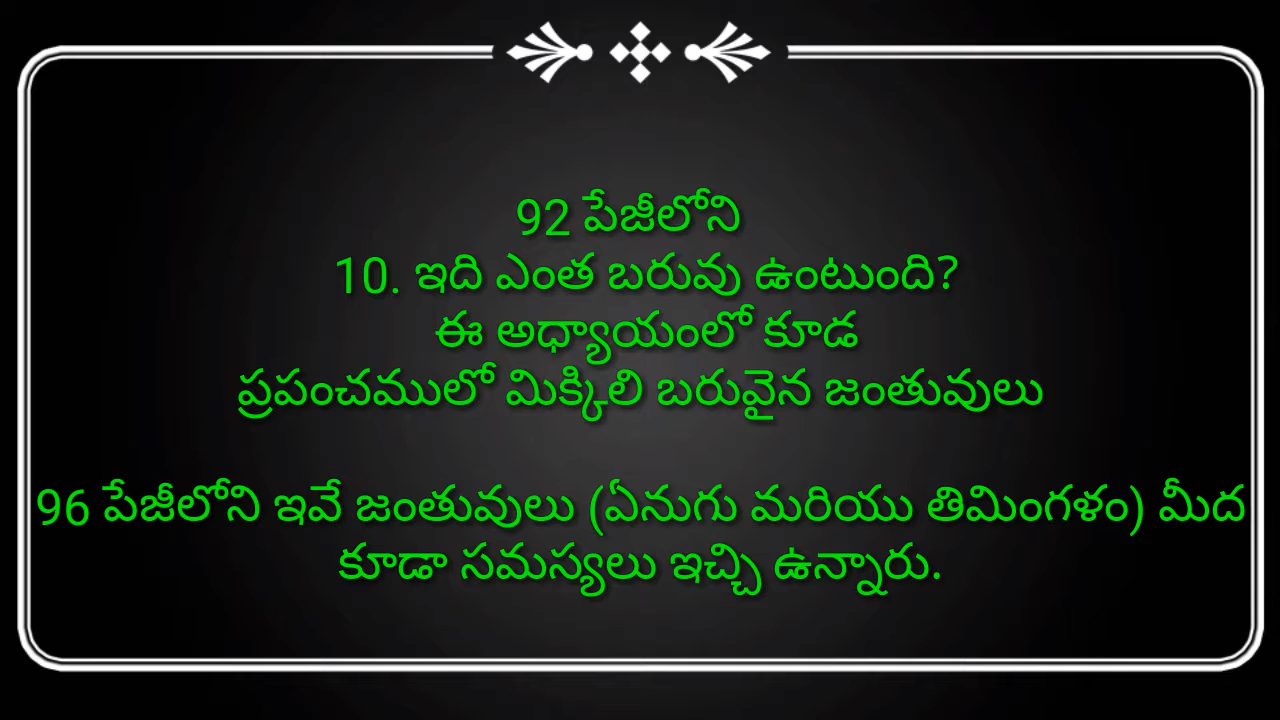 92 పేజీలోని
10. ఇది ఎంత బరువు ఉంటుంది?
ఈ అధ్యాయంలో కూడ
ప్రపంచములో మిక్కిలి బరువైన జంతువులు
96 పేజీలోని ఇవే జంతువులు (ఏనుగు మరియు తిమింగళం) మీద
కూడా సమస్యలు ఇచ్చి ఉన్నారు.